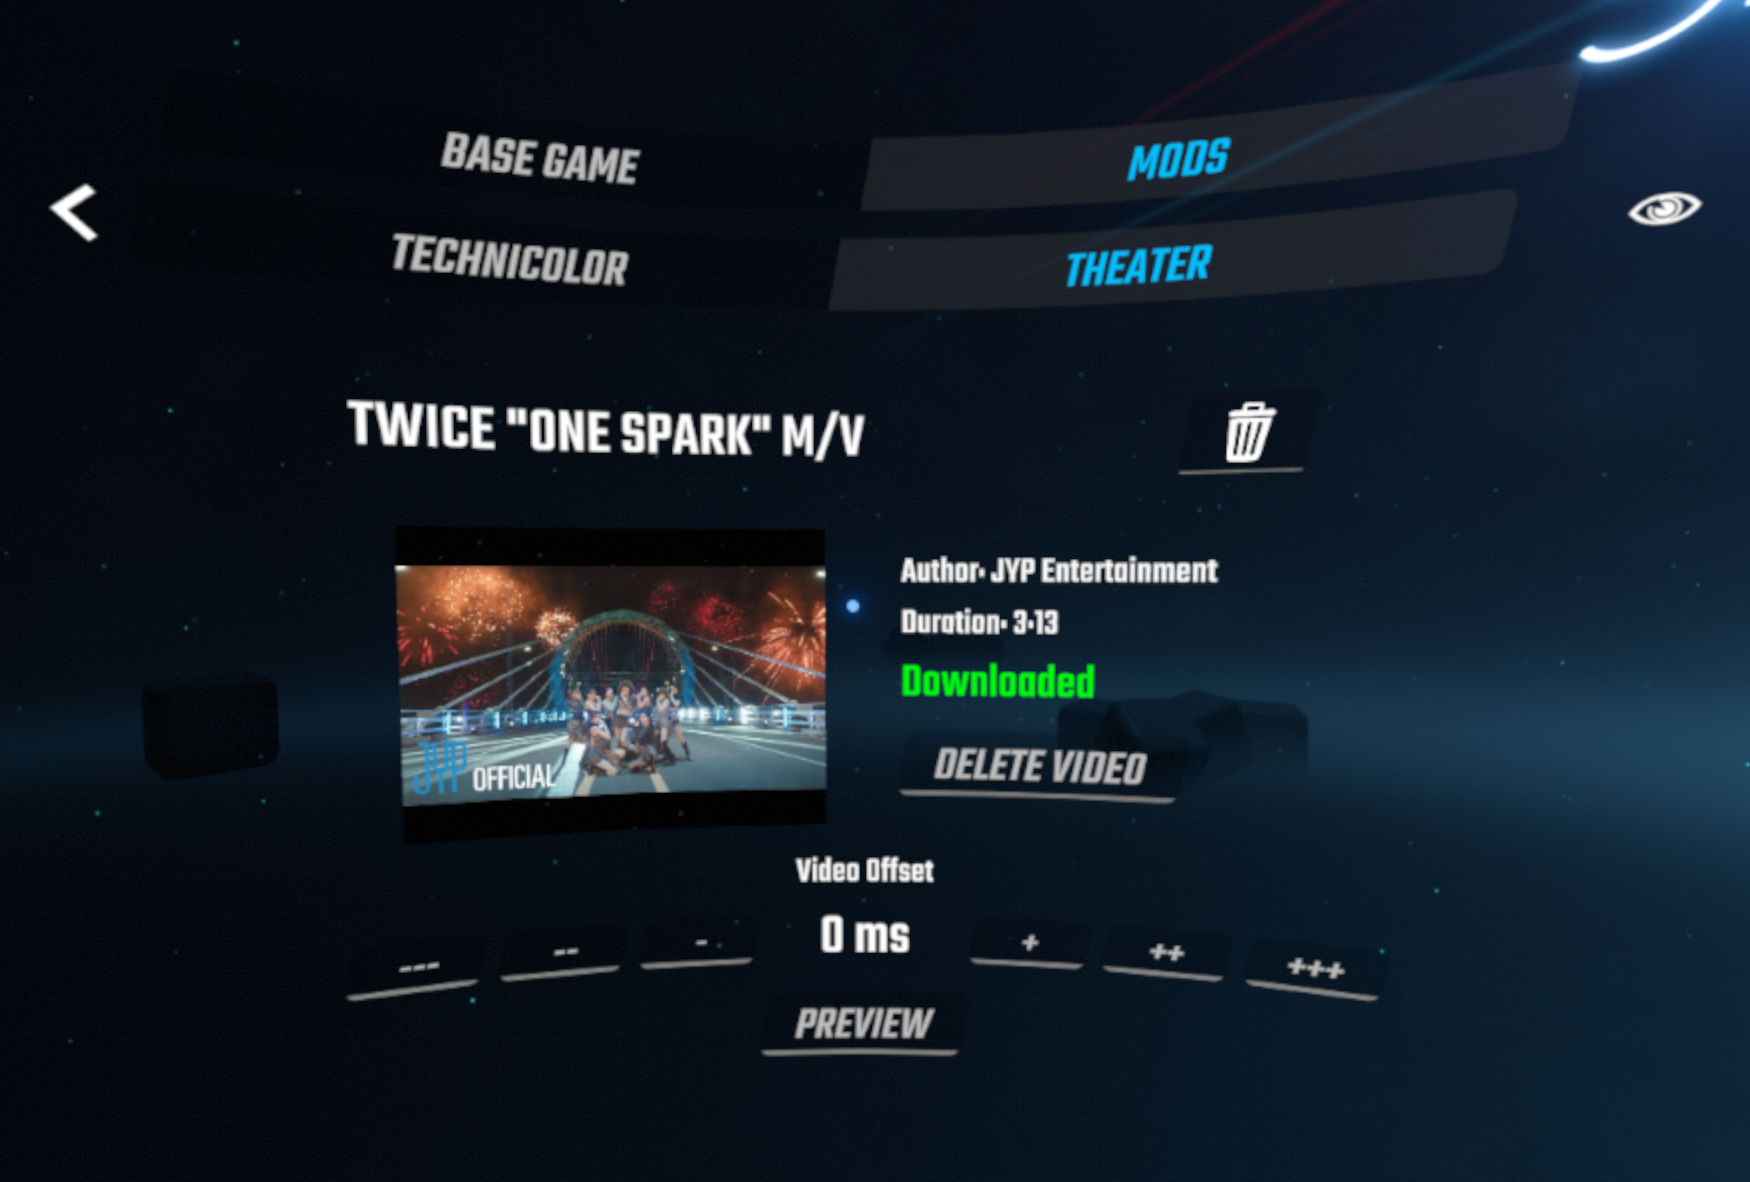 BASE GAME
MODS
TECHNICOLOR
THEATER
TWICE "ONE SPARK" M/V
Author: JYP Entertainment
Duration: 3:13
Downloaded
JYP OFFICIAL
DELETE VIDEO
Video Offset
--- -- - 0 ms + ++ +++
PREVIEW